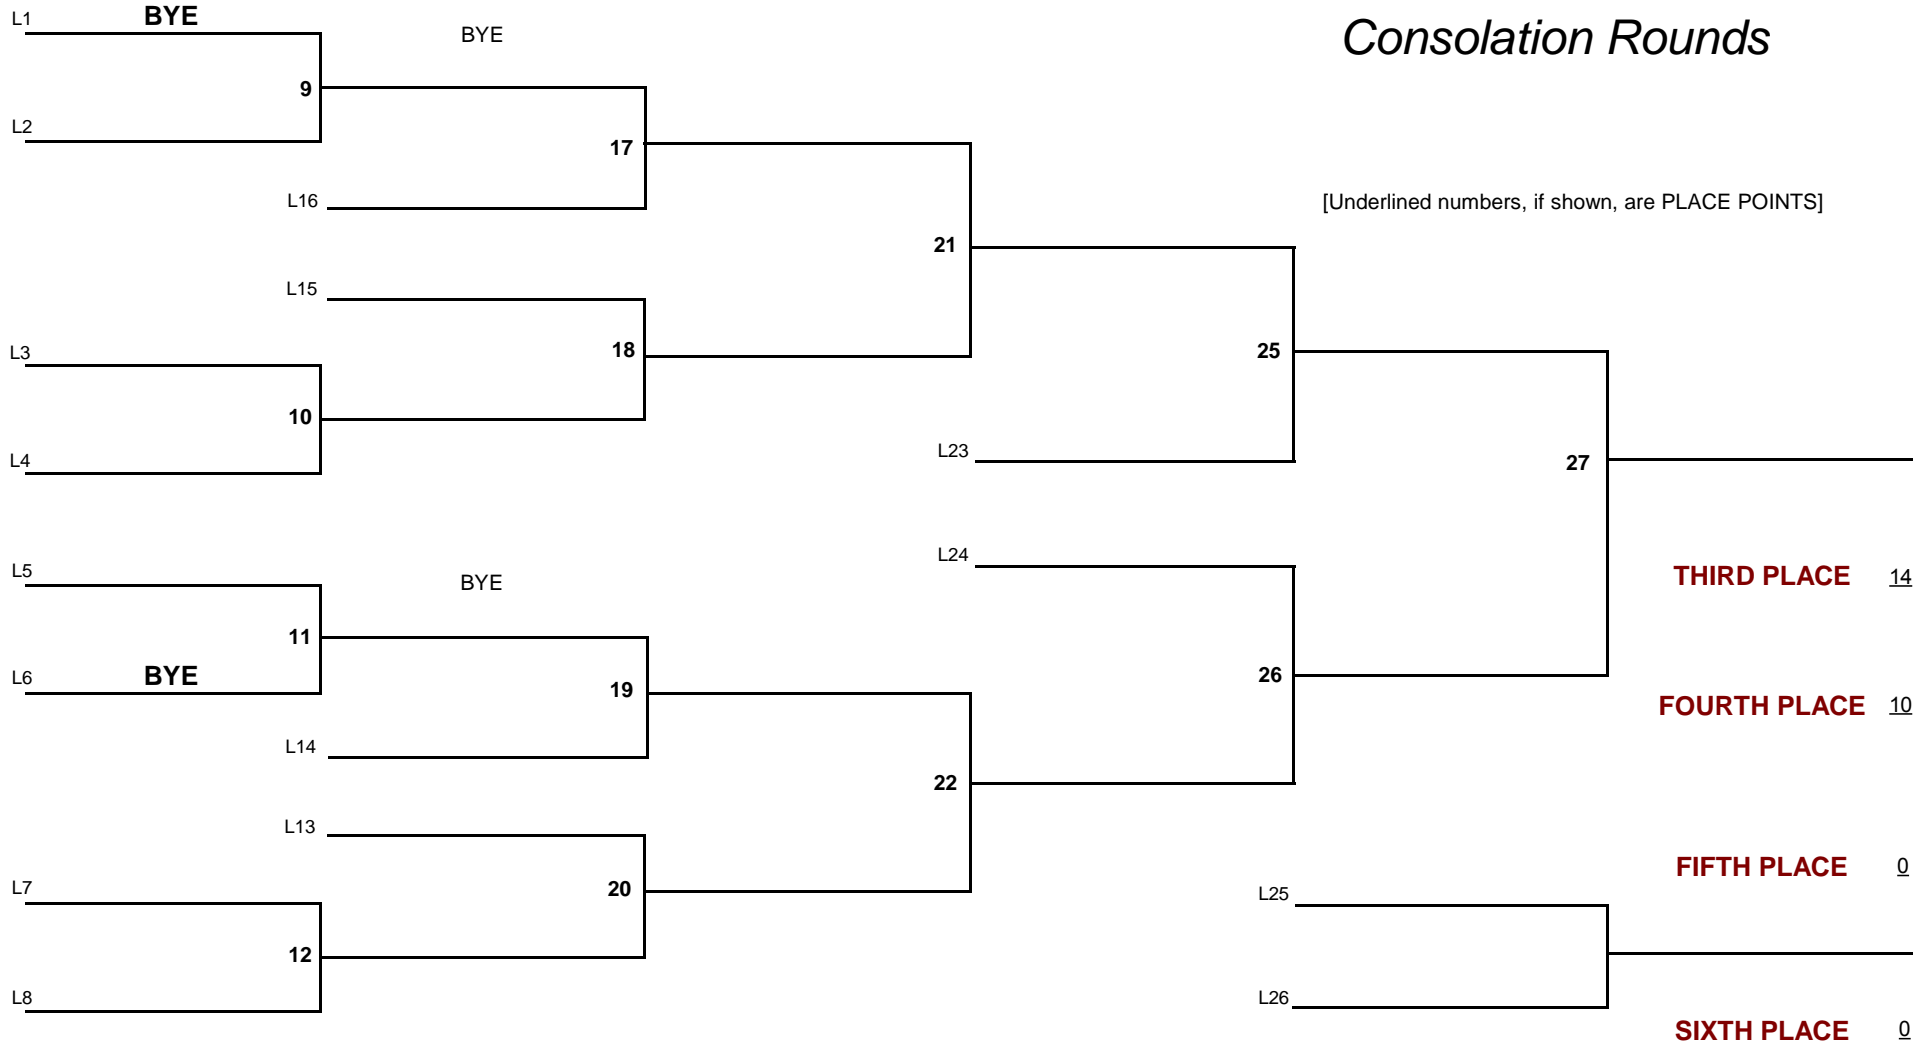 L1
BYE
BYE
Consolation Rounds
9
L2
17
L16
[Underlined numbers, if shown, are PLACE POINTS]
21
L15
L3
18
25
10
L4
L23
27
L24
L5
BYE
THIRD PLACE 14
11
L6
BYE
19
26
FOURTH PLACE 10
L14
22
L13
FIFTH PLACE 0
L7
20
L25
12
L8
L26
SIXTH PLACE 0